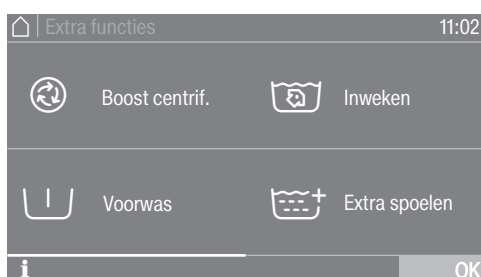 Extra functies 11:02
Boost centrif. Inweken
Voorwas Extra spoelen
i OK